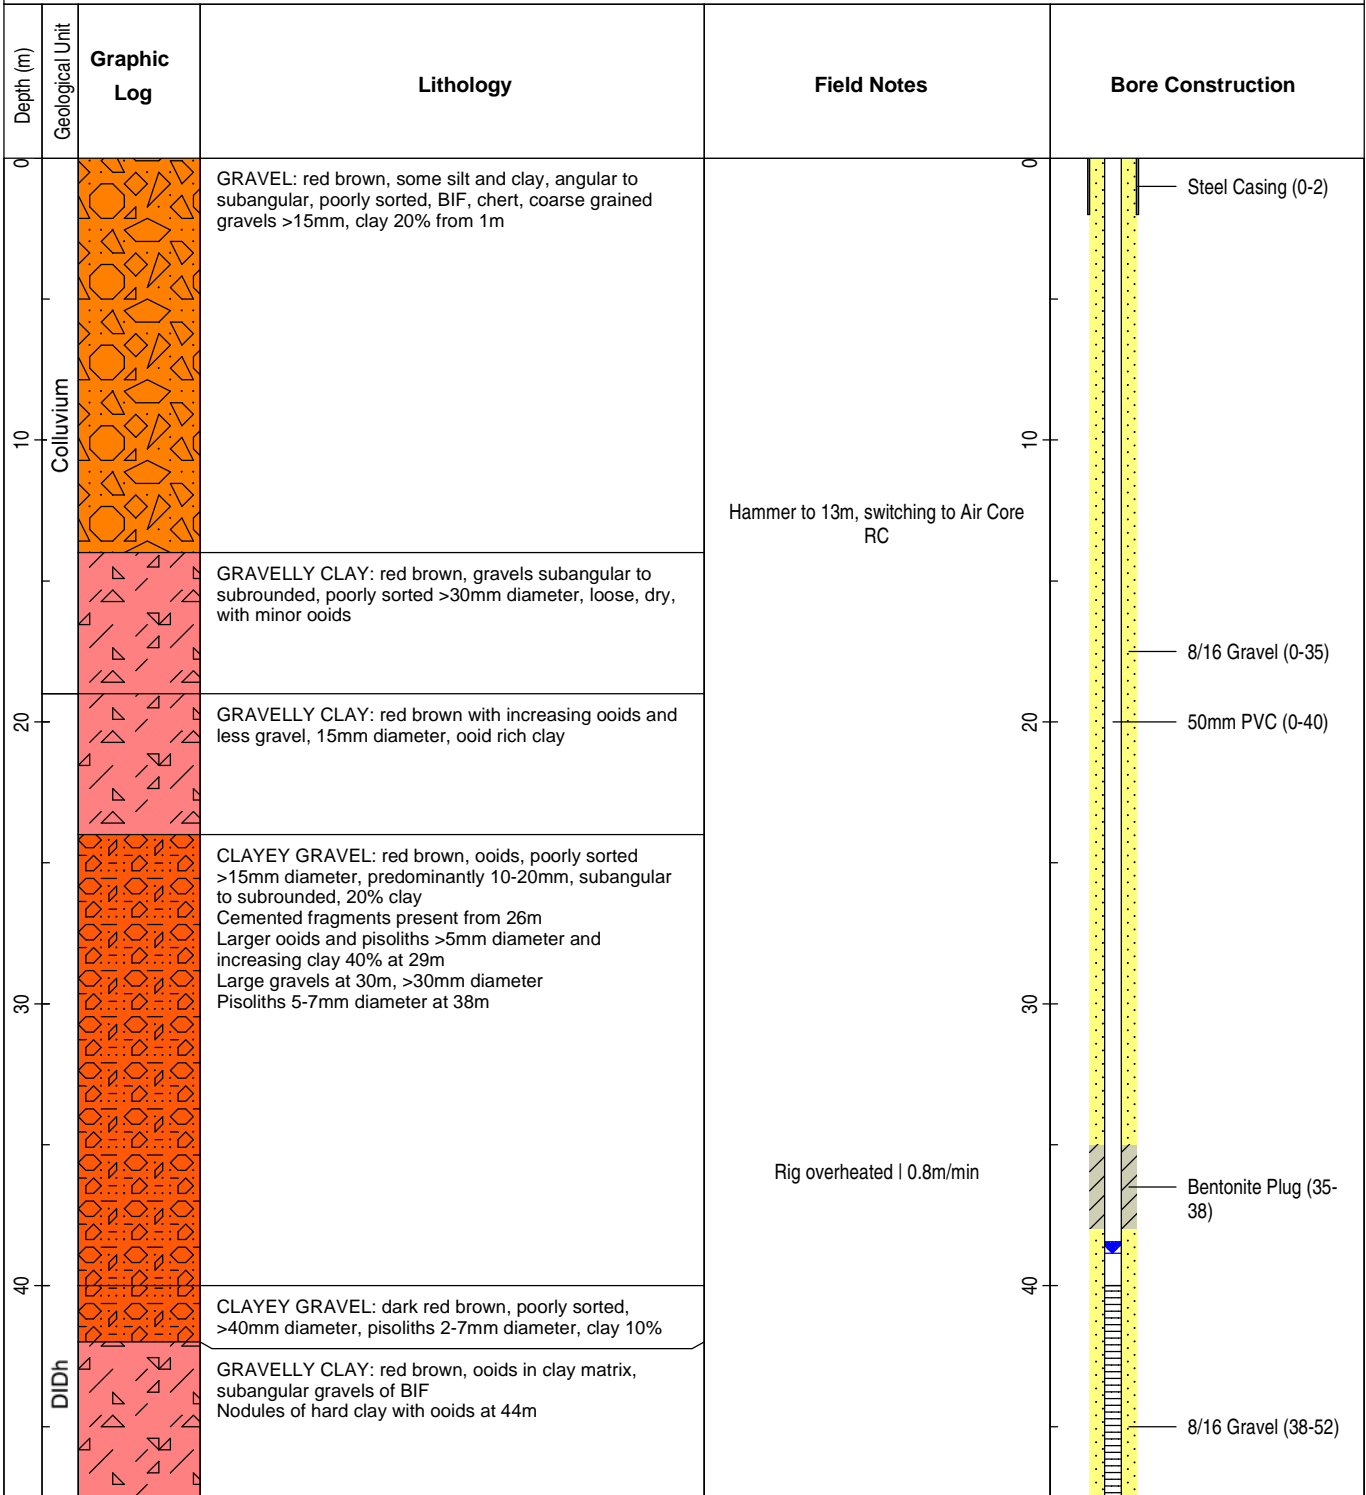 Depth (m)
Geological Unit
Graphic
Log
Lithology
Field Notes
Bore Construction
0
GRAVEL: red brown, some silt and clay, angular to
subangular, poorly sorted, BIF, chert, coarse grained
gravels >15mm, clay 20% from 1m
0
Steel Casing (0-2)
Colluvium
10
10
Hammer to 13m, switching to Air Core
RC
GRAVELLY CLAY: red brown, gravels subangular to
subrounded, poorly sorted >30mm diameter, loose, dry,
with minor ooids
8/16 Gravel (0-35)
20
GRAVELLY CLAY: red brown with increasing ooids and
less gravel, 15mm diameter, ooid rich clay
20
50mm PVC (0-40)
CLAYEY GRAVEL: red brown, ooids, poorly sorted
>15mm diameter, predominantly 10-20mm, subangular
to subrounded, 20% clay
Cemented fragments present from 26m
Larger ooids and pisoliths >5mm diameter and
increasing clay 40% at 29m
Large gravels at 30m, >30mm diameter
Pisoliths 5-7mm diameter at 38m
30
30
Rig overheated | 0.8m/min
Bentonite Plug (35-
38)
40
40
CLAYEY GRAVEL: dark red brown, poorly sorted,
>40mm diameter, pisoliths 2-7mm diameter, clay 10%
DIDh
GRAVELLY CLAY: red brown, ooids in clay matrix,
subangular gravels of BIF
Nodules of hard clay with ooids at 44m
8/16 Gravel (38-52)